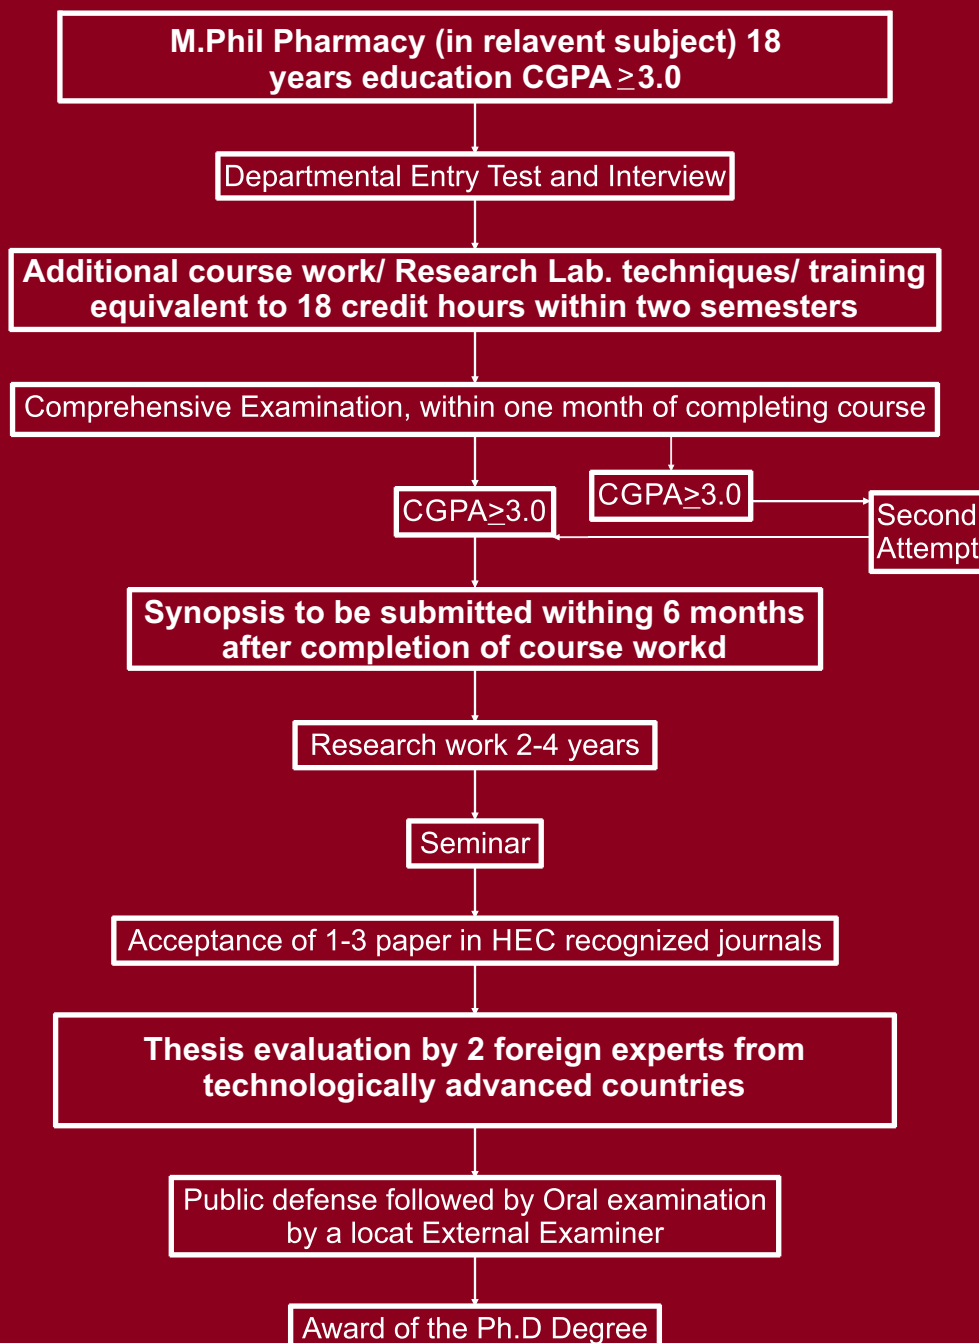 M.Phil Pharmacy (in relavent subject) 18
years education CGPA ≥3.0
Departmental Entry Test and Interview
Additional course work/ Research Lab. techniques/ training
equivalent to 18 credit hours within two semesters
Comprehensive Examination, within one month of completing course
CGPA≥3.0
CGPA≥3.0
Second
Attempt
Synopsis to be submitted withing 6 months
after completion of course workd
Research work 2-4 years
Seminar
Acceptance of 1-3 paper in HEC recognized journals
Thesis evaluation by 2 foreign experts from
technologically advanced countries
Public defense followed by Oral examination
by a locat External Examiner
Award of the Ph.D Degree